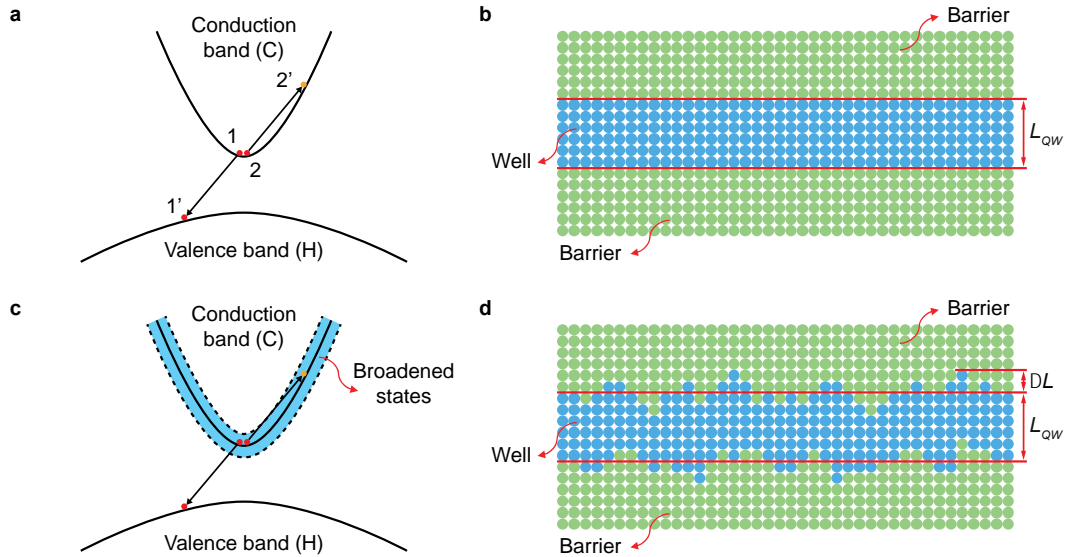 a
Conduction
band (C)
2'
1
2
1'
Valence band (H)
b
Barrier
Well
L_QW
Barrier
c
Conduction
band (C)
Broadened
states
Valence band (H)
d
Barrier
DL
Well
L_QW
Barrier